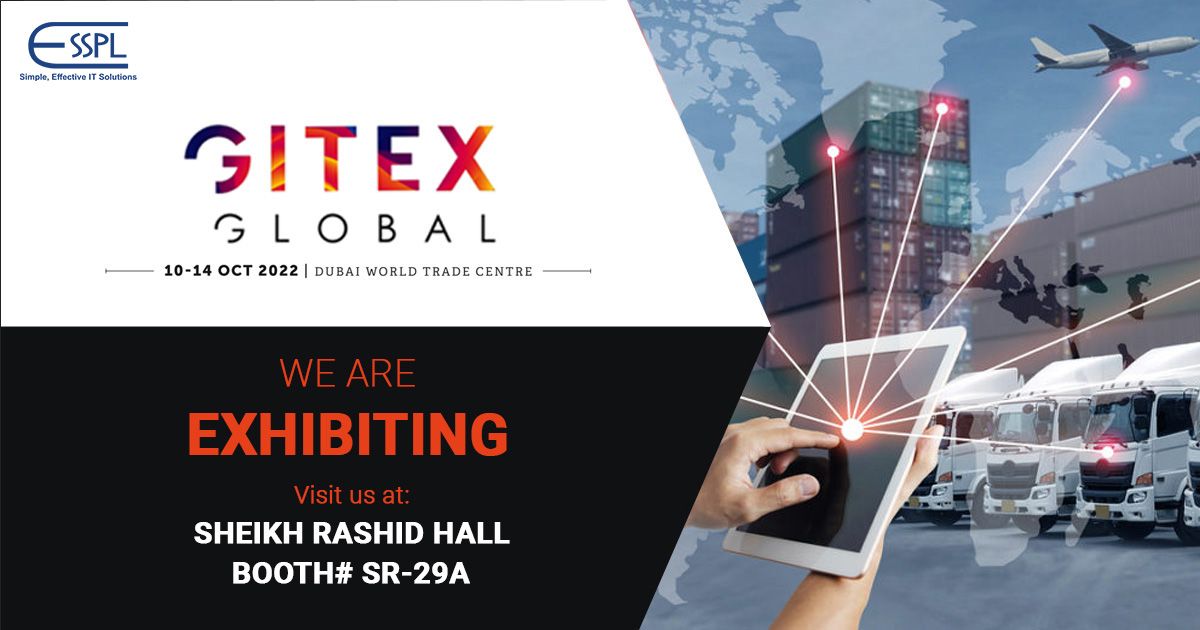 ESSPL
Simple, Effective IT Solutions
GITEX
GLOBAL
10-14 OCT 2022 | DUBAI WORLD TRADE CENTRE
WE ARE
EXHIBITING
Visit us at:
SHEIKH RASHID HALL
BOOTH# SR-29A